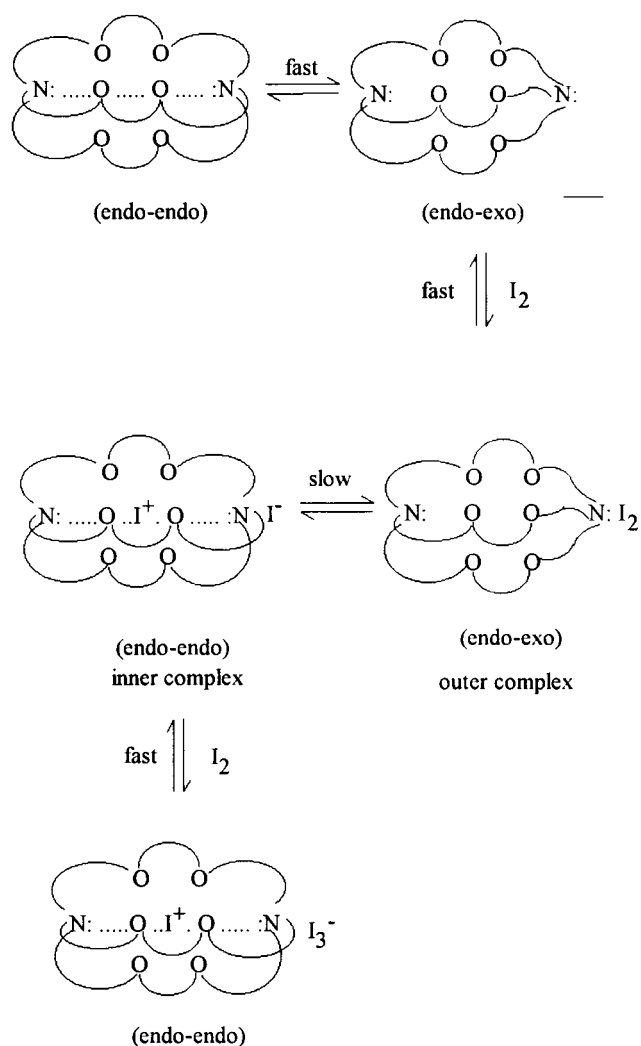 O O O O
fast
N: ..... O ..... O ..... :N N: O O N:
O O O O
(endo-endo) (endo-exo)
fast I2
O O O O
slow
N: ..... O .. I+ . O ..... :N I- N: O O N: I2
O O O O
(endo-endo) (endo-exo)
inner complex outer complex
fast I2
O O
N: ..... O .. I+ . O ..... :N I3-
O O
(endo-endo)